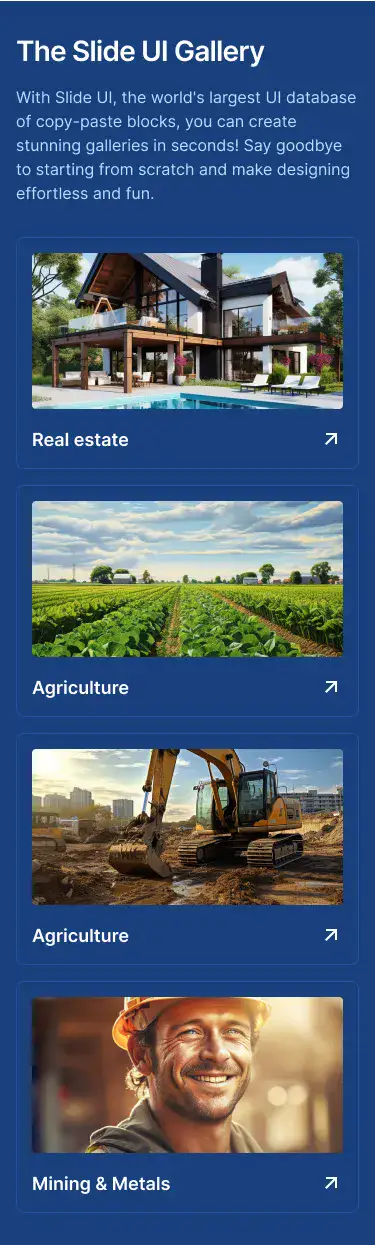 The Slide UI Gallery
With Slide UI, the world's largest UI database
of copy-paste blocks, you can create
stunning galleries in seconds! Say goodbye
to starting from scratch and make designing
effortless and fun.
Real estate
Agriculture
Agriculture
Mining & Metals